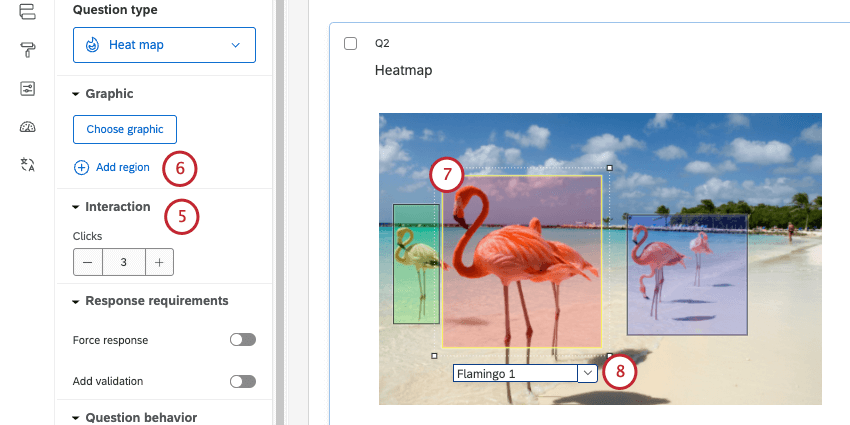 Question type
Heat map
Graphic
Choose graphic
Add region
6
Interaction
5
Clicks
3
Response requirements
Force response
Add validation
Question behavior
Q2
Heatmap
7
Flamingo 1
8